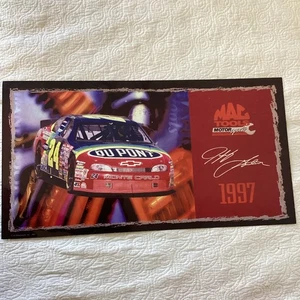 MAC
TOOLS
MOTORSPORTS
24
DUPONT
MONTE CARLO
1997